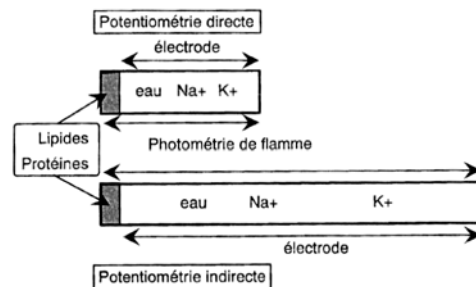 Potentiométrie directe
électrode
eau Na+ K+
Lipides
Protéines
Photométrie de flamme
eau Na+ K+
électrode
Potentiométrie indirecte